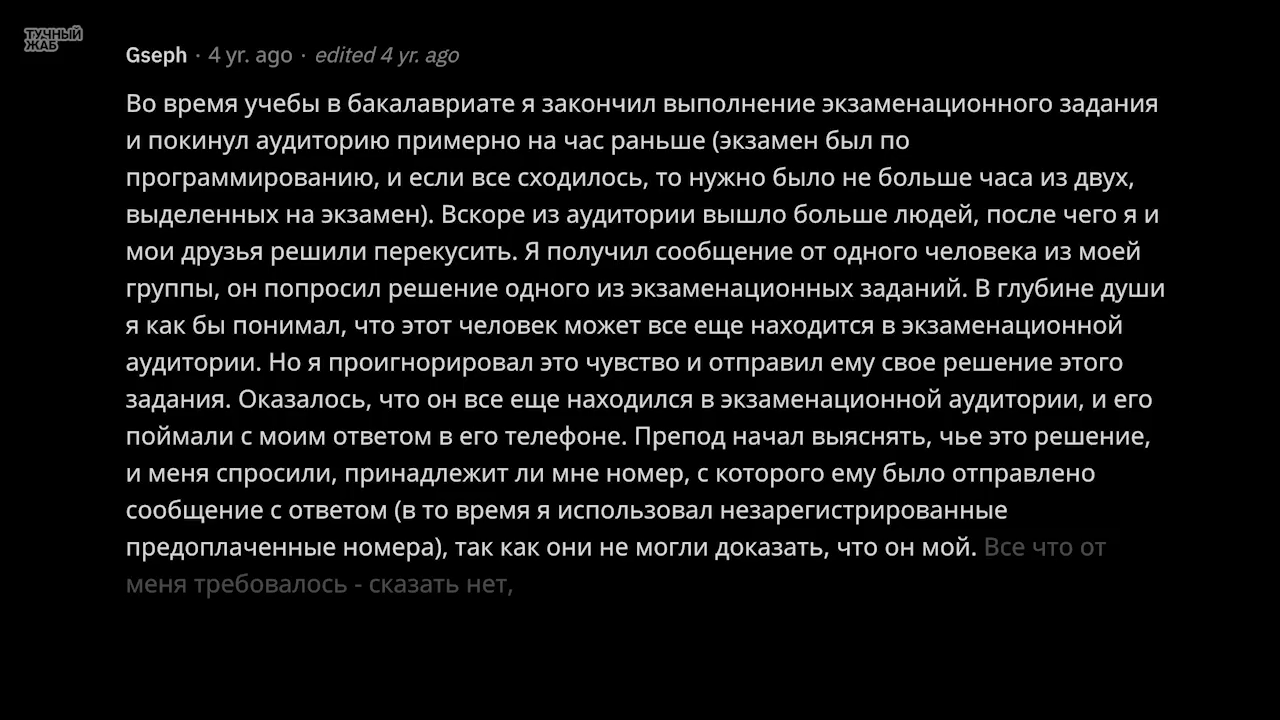 ТУЧНЫЙ
ЖАБ
Gseph · 4 yr. ago · edited 4 yr. ago
Во время учебы в бакалавриате я закончил выполнение экзаменационного задания
и покинул аудиторию примерно на час раньше (экзамен был по
программированию, и если все сходилось, то нужно было не больше часа из двух,
выделенных на экзамен). Вскоре из аудитории вышло больше людей, после чего я и
мои друзья решили перекусить. Я получил сообщение от одного человека из моей
группы, он попросил решение одного из экзаменационных заданий. В глубине души
я как бы понимал, что этот человек может все еще находится в экзаменационной
аудитории. Но я проигнорировал это чувство и отправил ему свое решение этого
задания. Оказалось, что он все еще находился в экзаменационной аудитории, и его
поймали с моим ответом в его телефоне. Препод начал выяснять, чье это решение,
и меня спросили, принадлежит ли мне номер, с которого ему было отправлено
сообщение с ответом (в то время я использовал незарегистрированные
предоплаченные номера), так как они не могли доказать, что он мой. Все что от
меня требовалось - сказать нет,